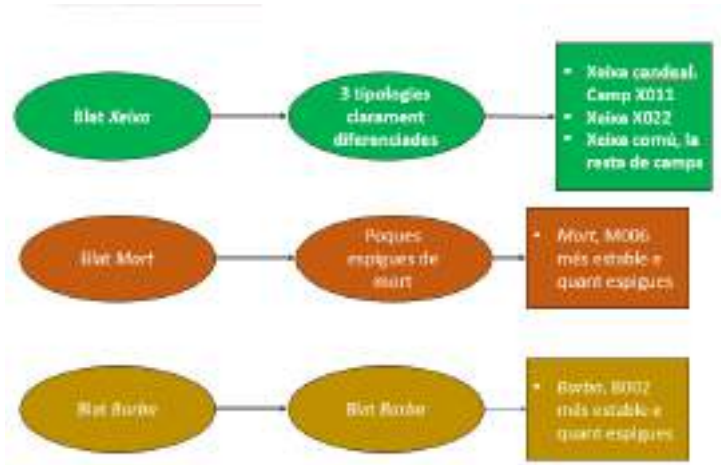 Blat Xeixa
3 tipologies
clarament
diferenciades
• Xeixa candeal.
Camp X011
• Xeixa X022
• Xeixa comú, la
resta de camps
Blat Mort
Poques
espigues de
mort
• Mort, M006
més estable e
quant espigues
Blat Barba
Blat Barba
• Barba, B002
més estable e
quant espigues